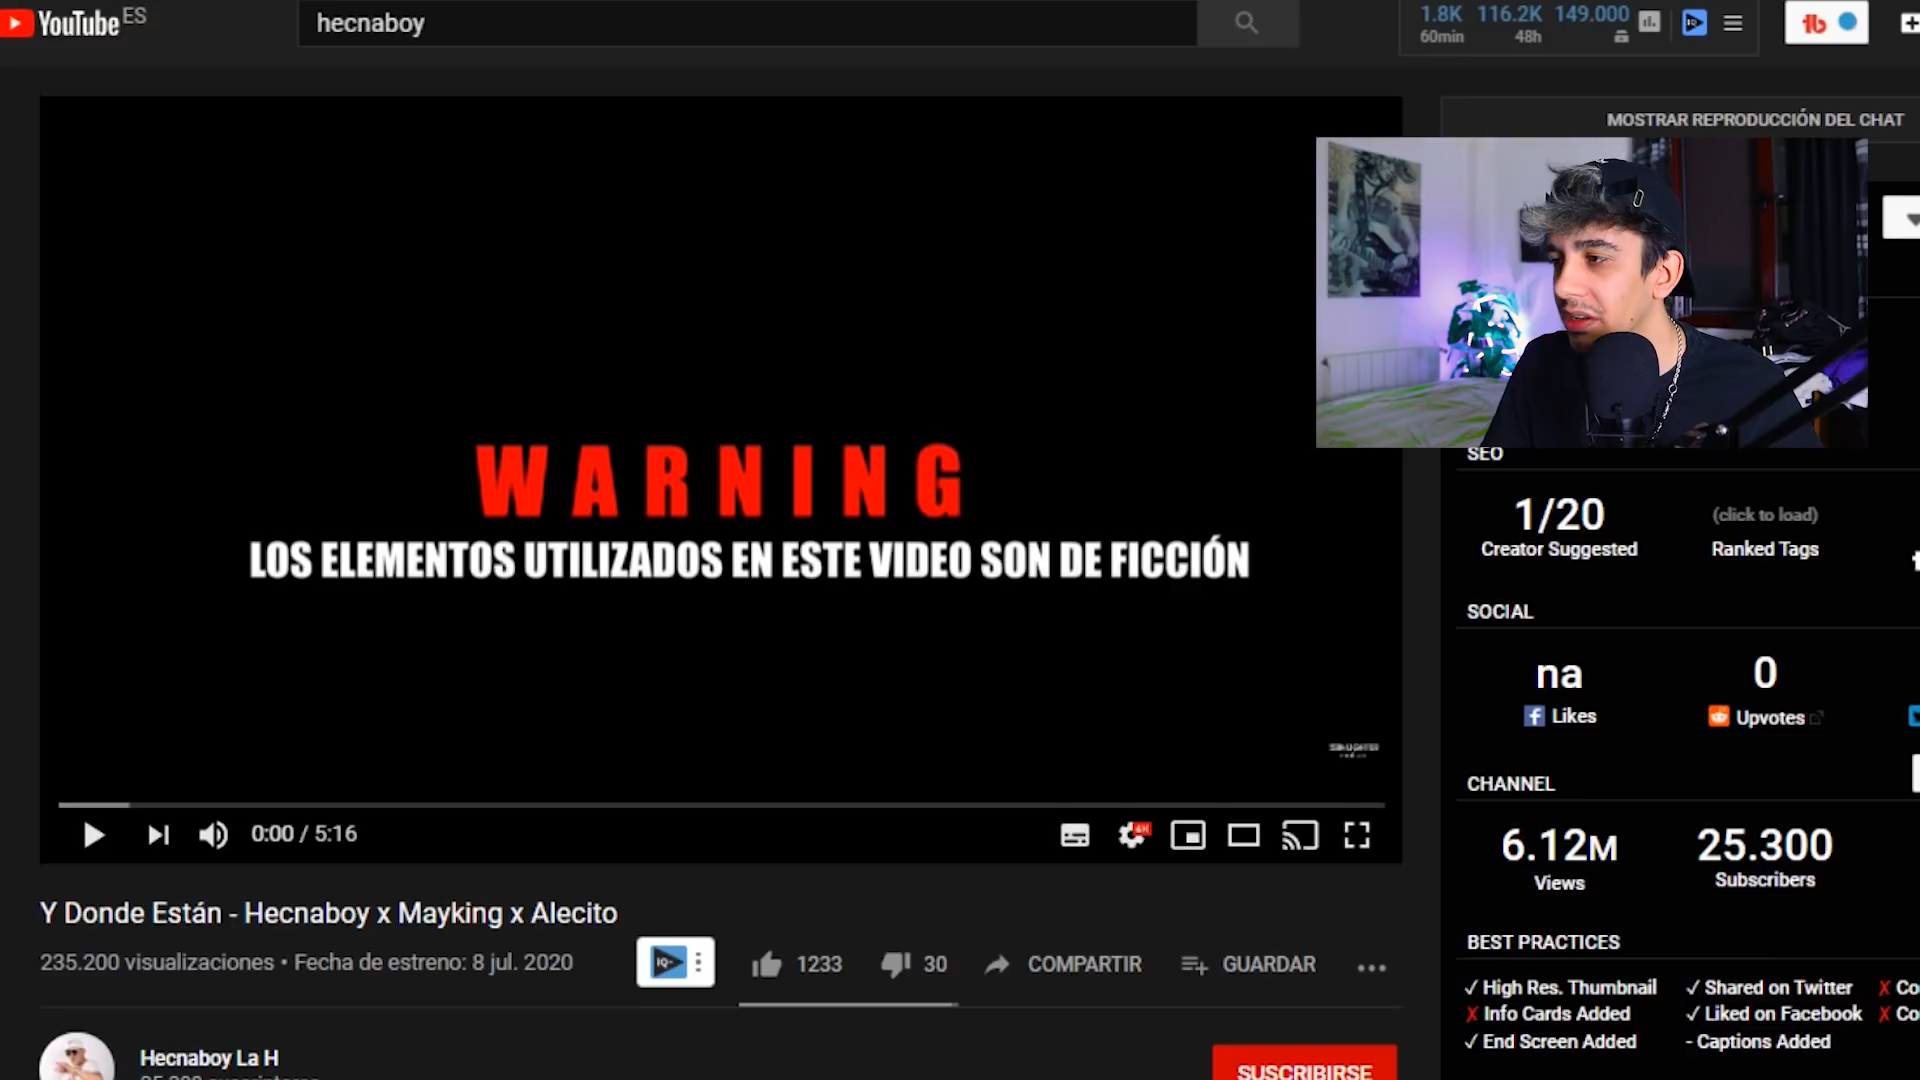 YouTube ES
hecnaboy
1.8K 116.2K 149.000
60min 48h
MOSTRAR REPRODUCCIÓN DEL CHAT
WARNING
LOS ELEMENTOS UTILIZADOS EN ESTE VIDEO SON DE FICCIÓN
0:00 / 5:16
Y Donde Están - Hecnaboy x Mayking x Alecito
235.200 visualizaciones • Fecha de estreno: 8 jul. 2020
IQ
1233
30
COMPARTIR
GUARDAR
Hecnaboy La H
SUSCRIBIRSE
SEO
1/20 (click to load)
Creator Suggested Ranked Tags
SOCIAL
na 0
Likes Upvotes
CHANNEL
6.12M 25.300
Views Subscribers
BEST PRACTICES
✓ High Res. Thumbnail ✓ Shared on Twitter ✗ Co
✗ Info Cards Added ✓ Liked on Facebook ✗ Co
✓ End Screen Added - Captions Added